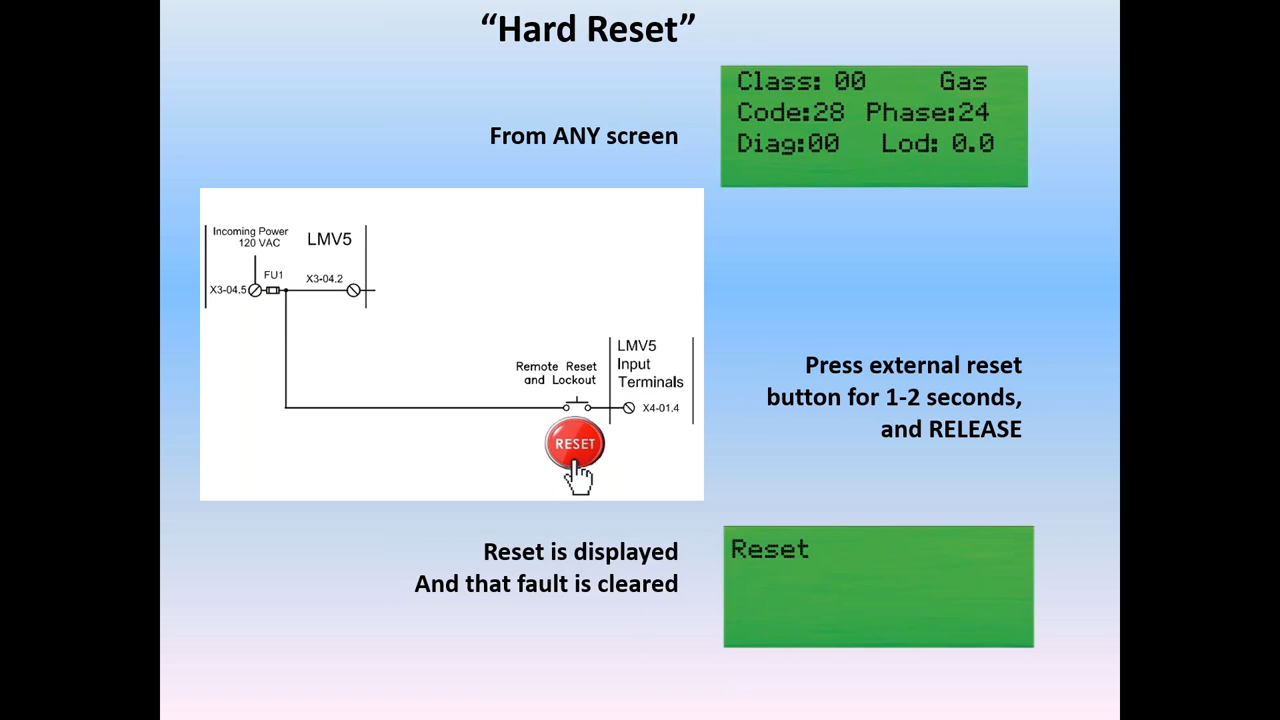 “Hard Reset”
Class: 00 Gas
Code:28 Phase:24
Diag:00 Lod: 0.0
From ANY screen
Incoming Power
120 VAC
LMV5
FU1
X3-04.5
X3-04.2
LMV5
Input
Terminals
Remote Reset
and Lockout
X4-01.4
RESET
Press external reset
button for 1-2 seconds,
and RELEASE
Reset is displayed
And that fault is cleared
Reset